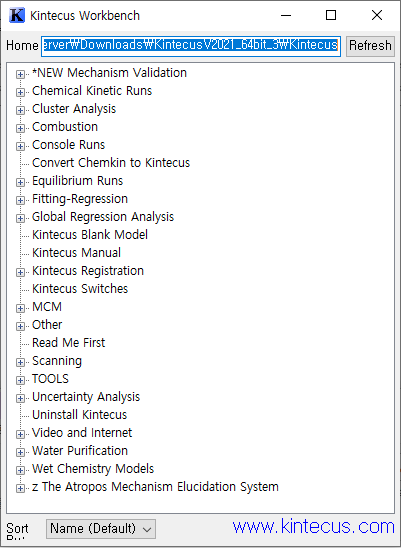 Kintecus Workbench
Home erver₩Downloads₩KintecusV2021_64bit_3₩Kintecus Refresh
*NEW Mechanism Validation
Chemical Kinetic Runs
Cluster Analysis
Combustion
Console Runs
Convert Chemkin to Kintecus
Equilibrium Runs
Fitting-Regression
Global Regression Analysis
Kintecus Blank Model
Kintecus Manual
Kintecus Registration
Kintecus Switches
MCM
Other
Read Me First
Scanning
TOOLS
Uncertainty Analysis
Uninstall Kintecus
Video and Internet
Water Purification
Wet Chemistry Models
z The Atropos Mechanism Elucidation System
Sort Name (Default) www.kintecus.com